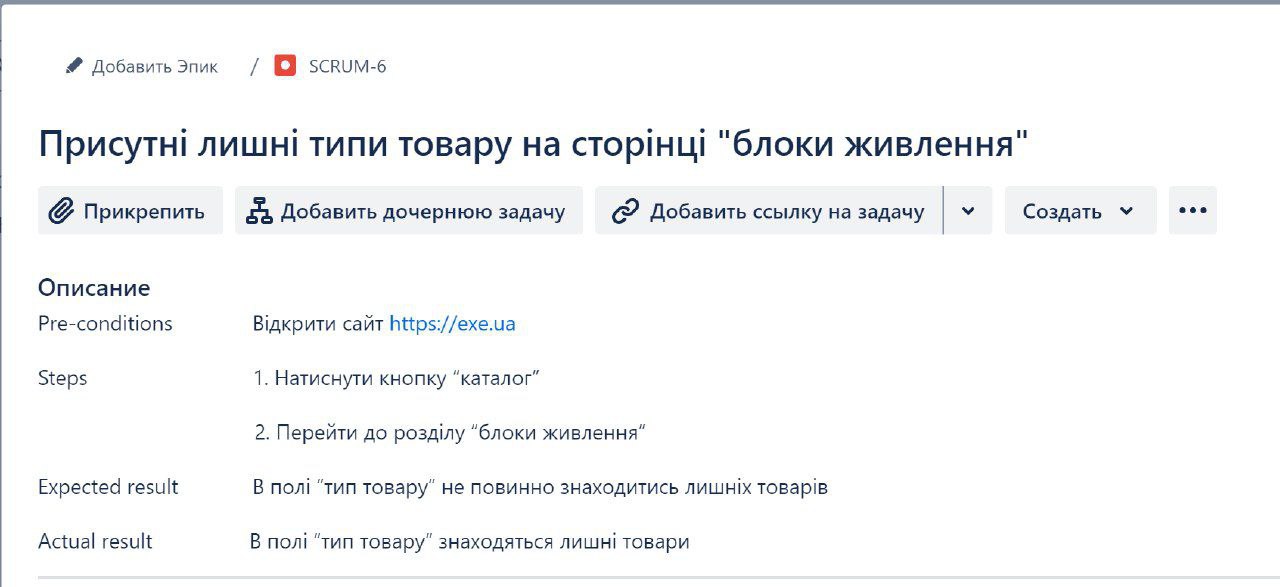 Добавить Эпик / SCRUM-6
Присутні лишні типи товару на сторінці "блоки живлення"
Прикрепить Добавить дочернюю задачу Добавить ссылку на задачу Создать
Описание
Pre-conditions Відкрити сайт https://exe.ua
Steps 1. Натиснути кнопку “каталог”
2. Перейти до розділу “блоки живлення“
Expected result В полі “тип товару” не повинно знаходитись лишніх товарів
Actual result В полі “тип товару” знаходяться лишні товари